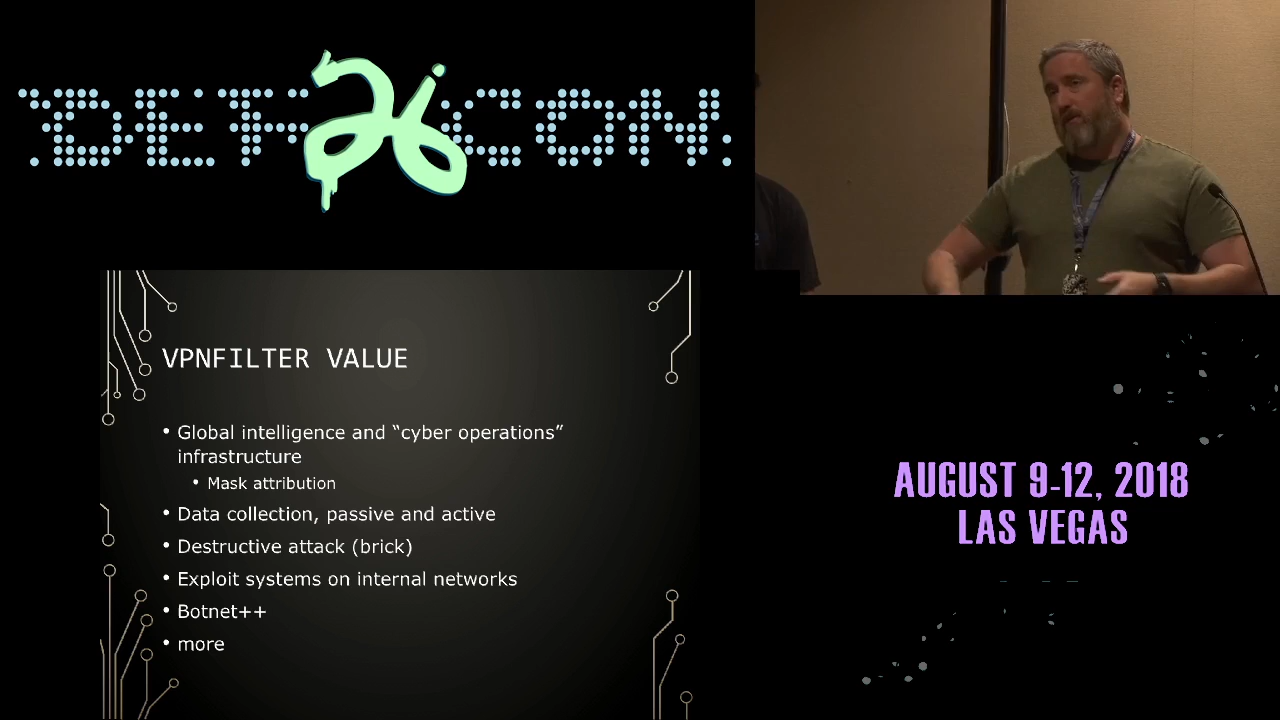 DEF 26 CON
VPNFILTER VALUE
• Global intelligence and “cyber operations”
infrastructure
• Mask attribution
• Data collection, passive and active
• Destructive attack (brick)
• Exploit systems on internal networks
• Botnet++
• more
AUGUST 9-12, 2018
LAS VEGAS